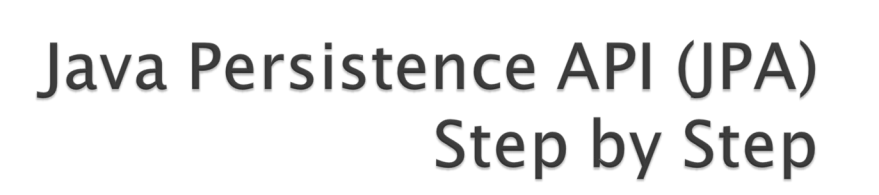 Java Persistence API (JPA)
Step by Step